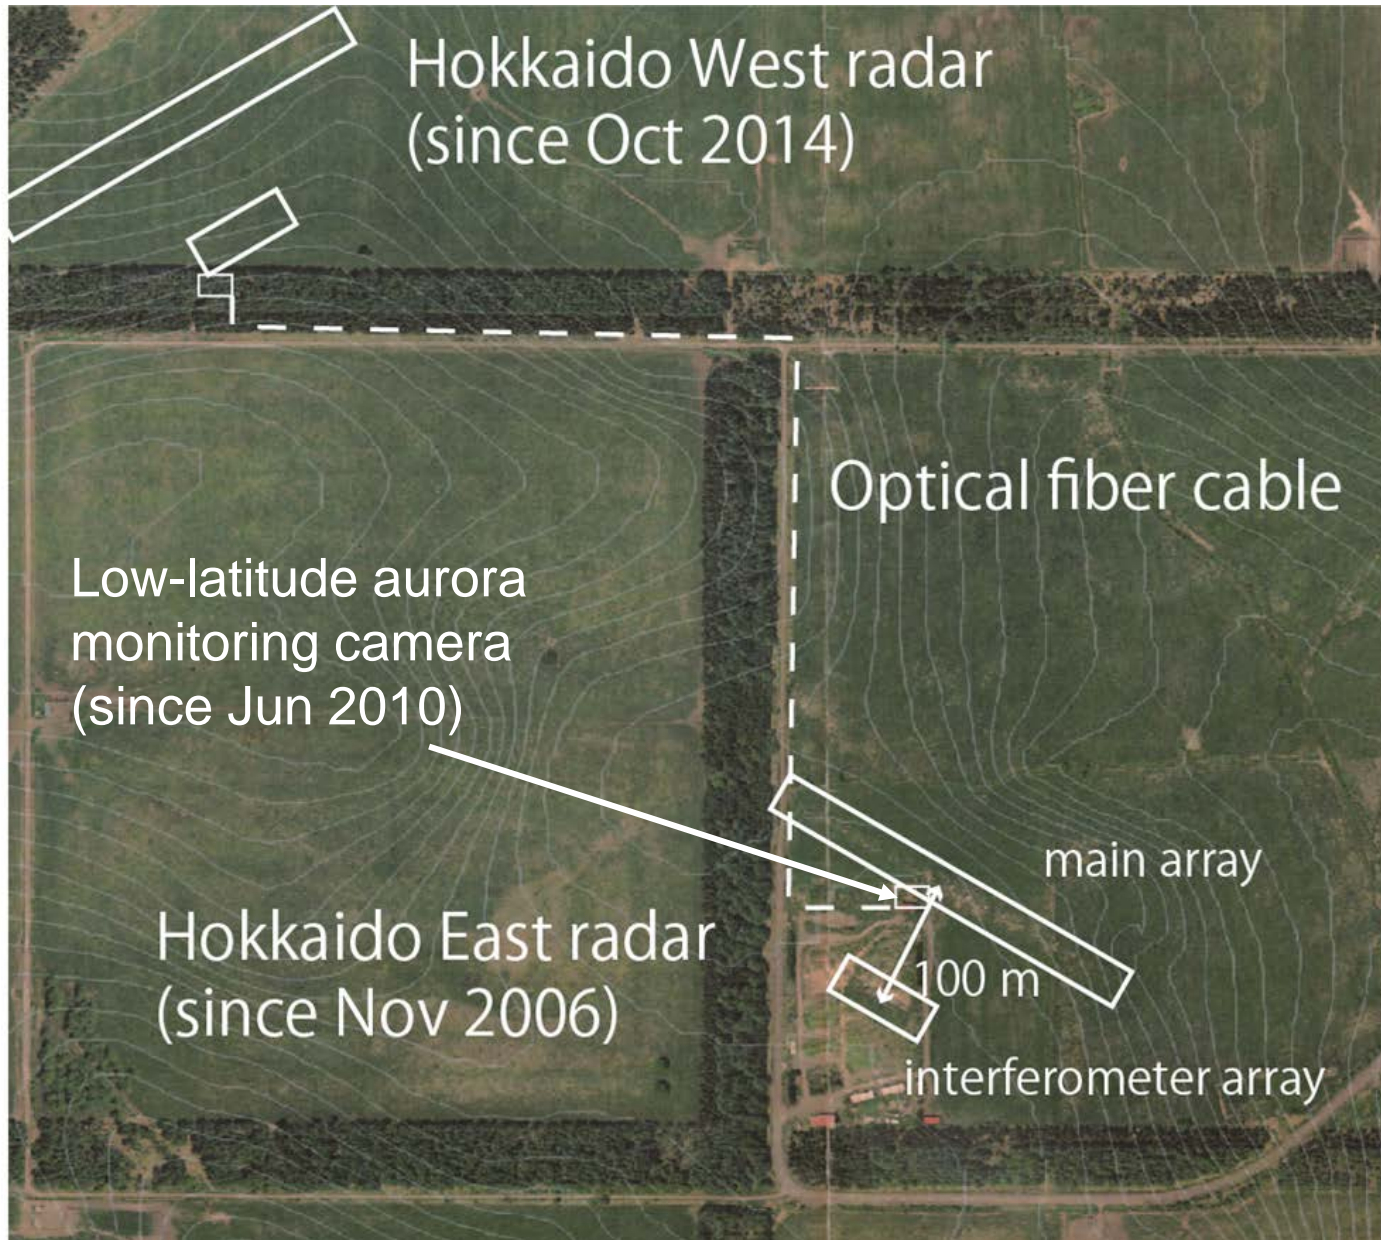 Hokkaido West radar
(since Oct 2014)
Optical fiber cable
Low-latitude aurora
monitoring camera
(since Jun 2010)
main array
Hokkaido East radar
(since Nov 2006)
100 m
interferometer array